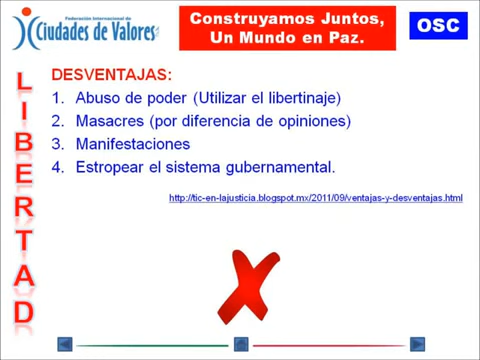 Federación Internacional de
Ciudades de Valores
Construyamos Juntos,
Un Mundo en Paz.
OSC
LIBERTAD
DESVENTAJAS:
1. Abuso de poder (Utilizar el libertinaje)
2. Masacres (por diferencia de opiniones)
3. Manifestaciones
4. Estropear el sistema gubernamental.
http://tic-en-lajusticia.blogspot.mx/2011/09/ventajas-y-desventajas.html